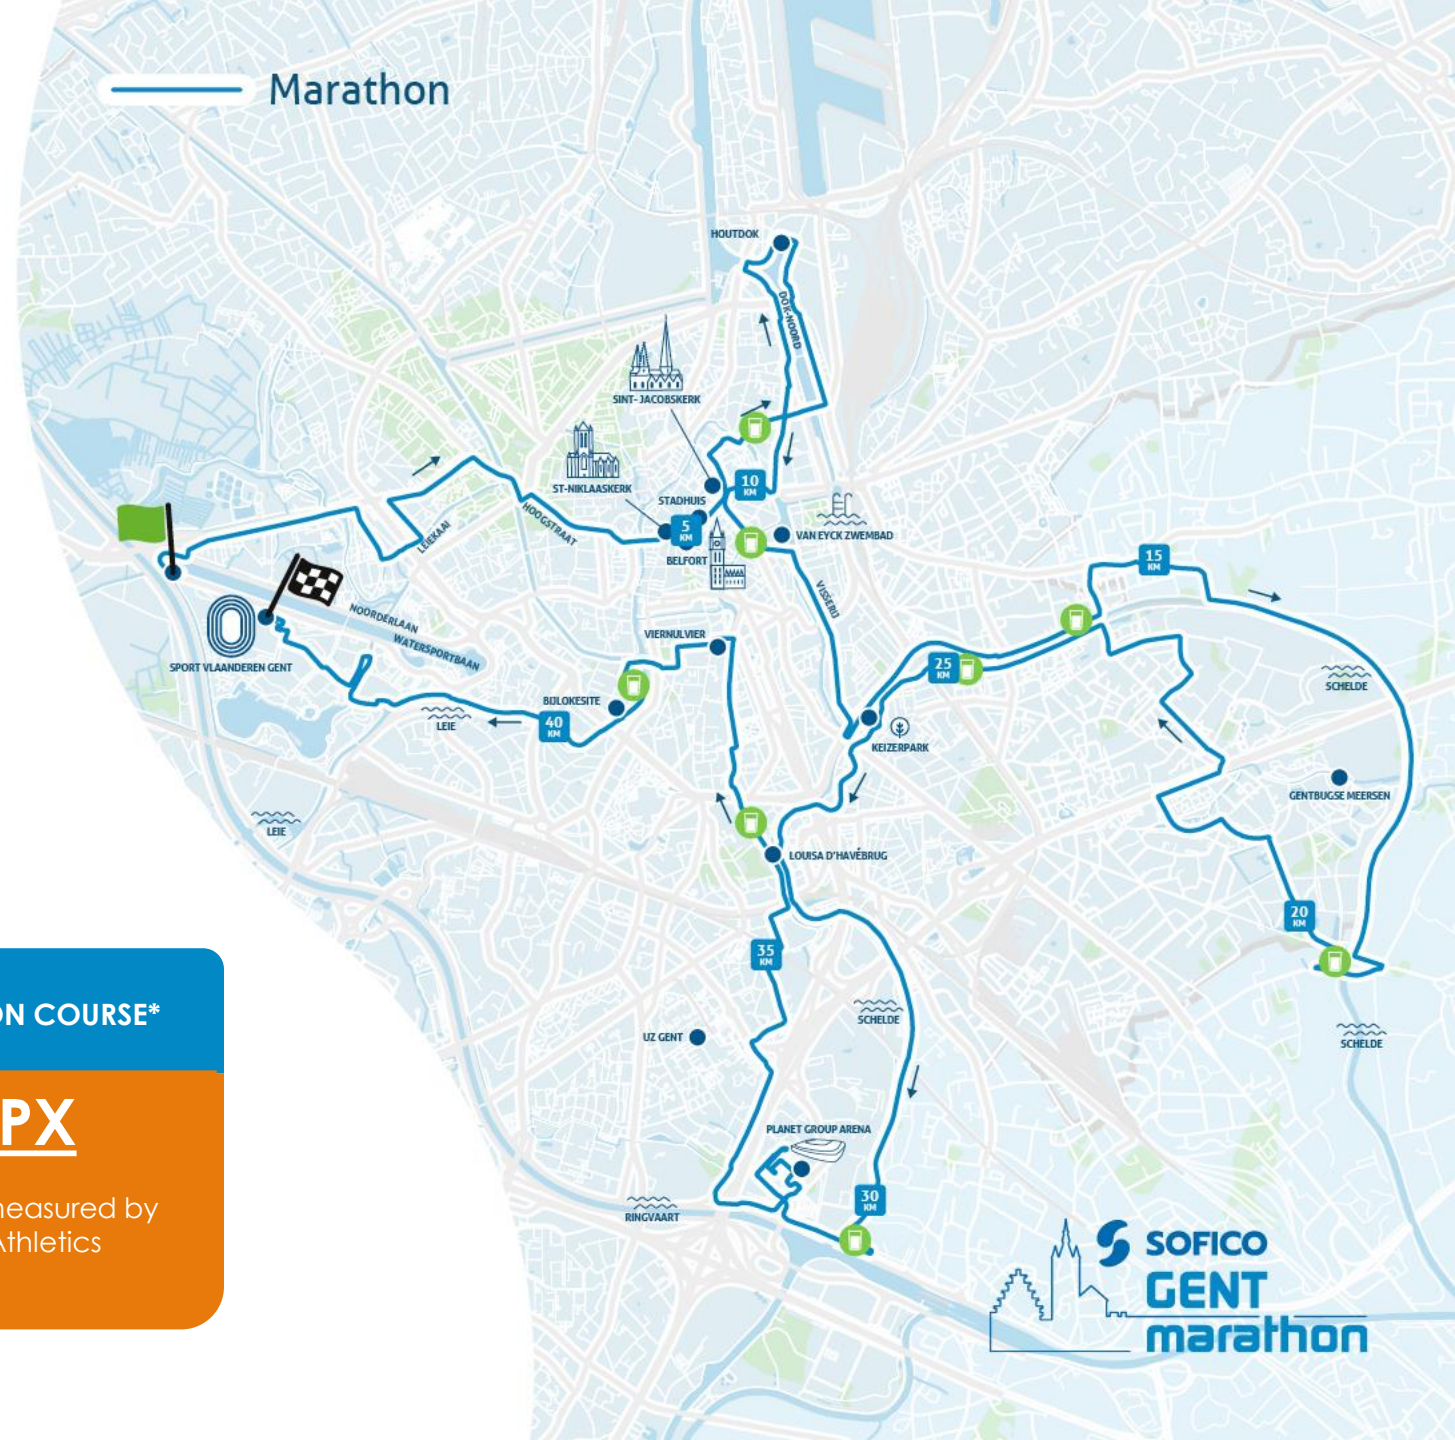 Marathon
HOUTDOK
DOK-NOORD
SINT-JACOBSKERK
ST-NIKLAASKERK
STADHUIS
10
KM
5
KM
BELFORT
VAN EYCK ZWEMBAD
HOOGSTRAAT
LEIEKAAI
VISSERIJ
15
KM
NOORDERLAAN
WATERSPORTBAAN
SPORT VLAANDEREN GENT
VIERNULVIER
BIJLOKESITE
LEIE
40
KM
25
KM
KEIZERPARK
SCHELDE
GENTBUGSE MEERSEN
LEIE
LOUISA D'HAVÉBRUG
20
KM
35
KM
SCHELDE
UZ GENT
SCHELDE
PLANET GROUP ARENA
30
KM
RINGVAART
ON COURSE*
PX
measured by
Athletics
SOFICO
GENT
marathon